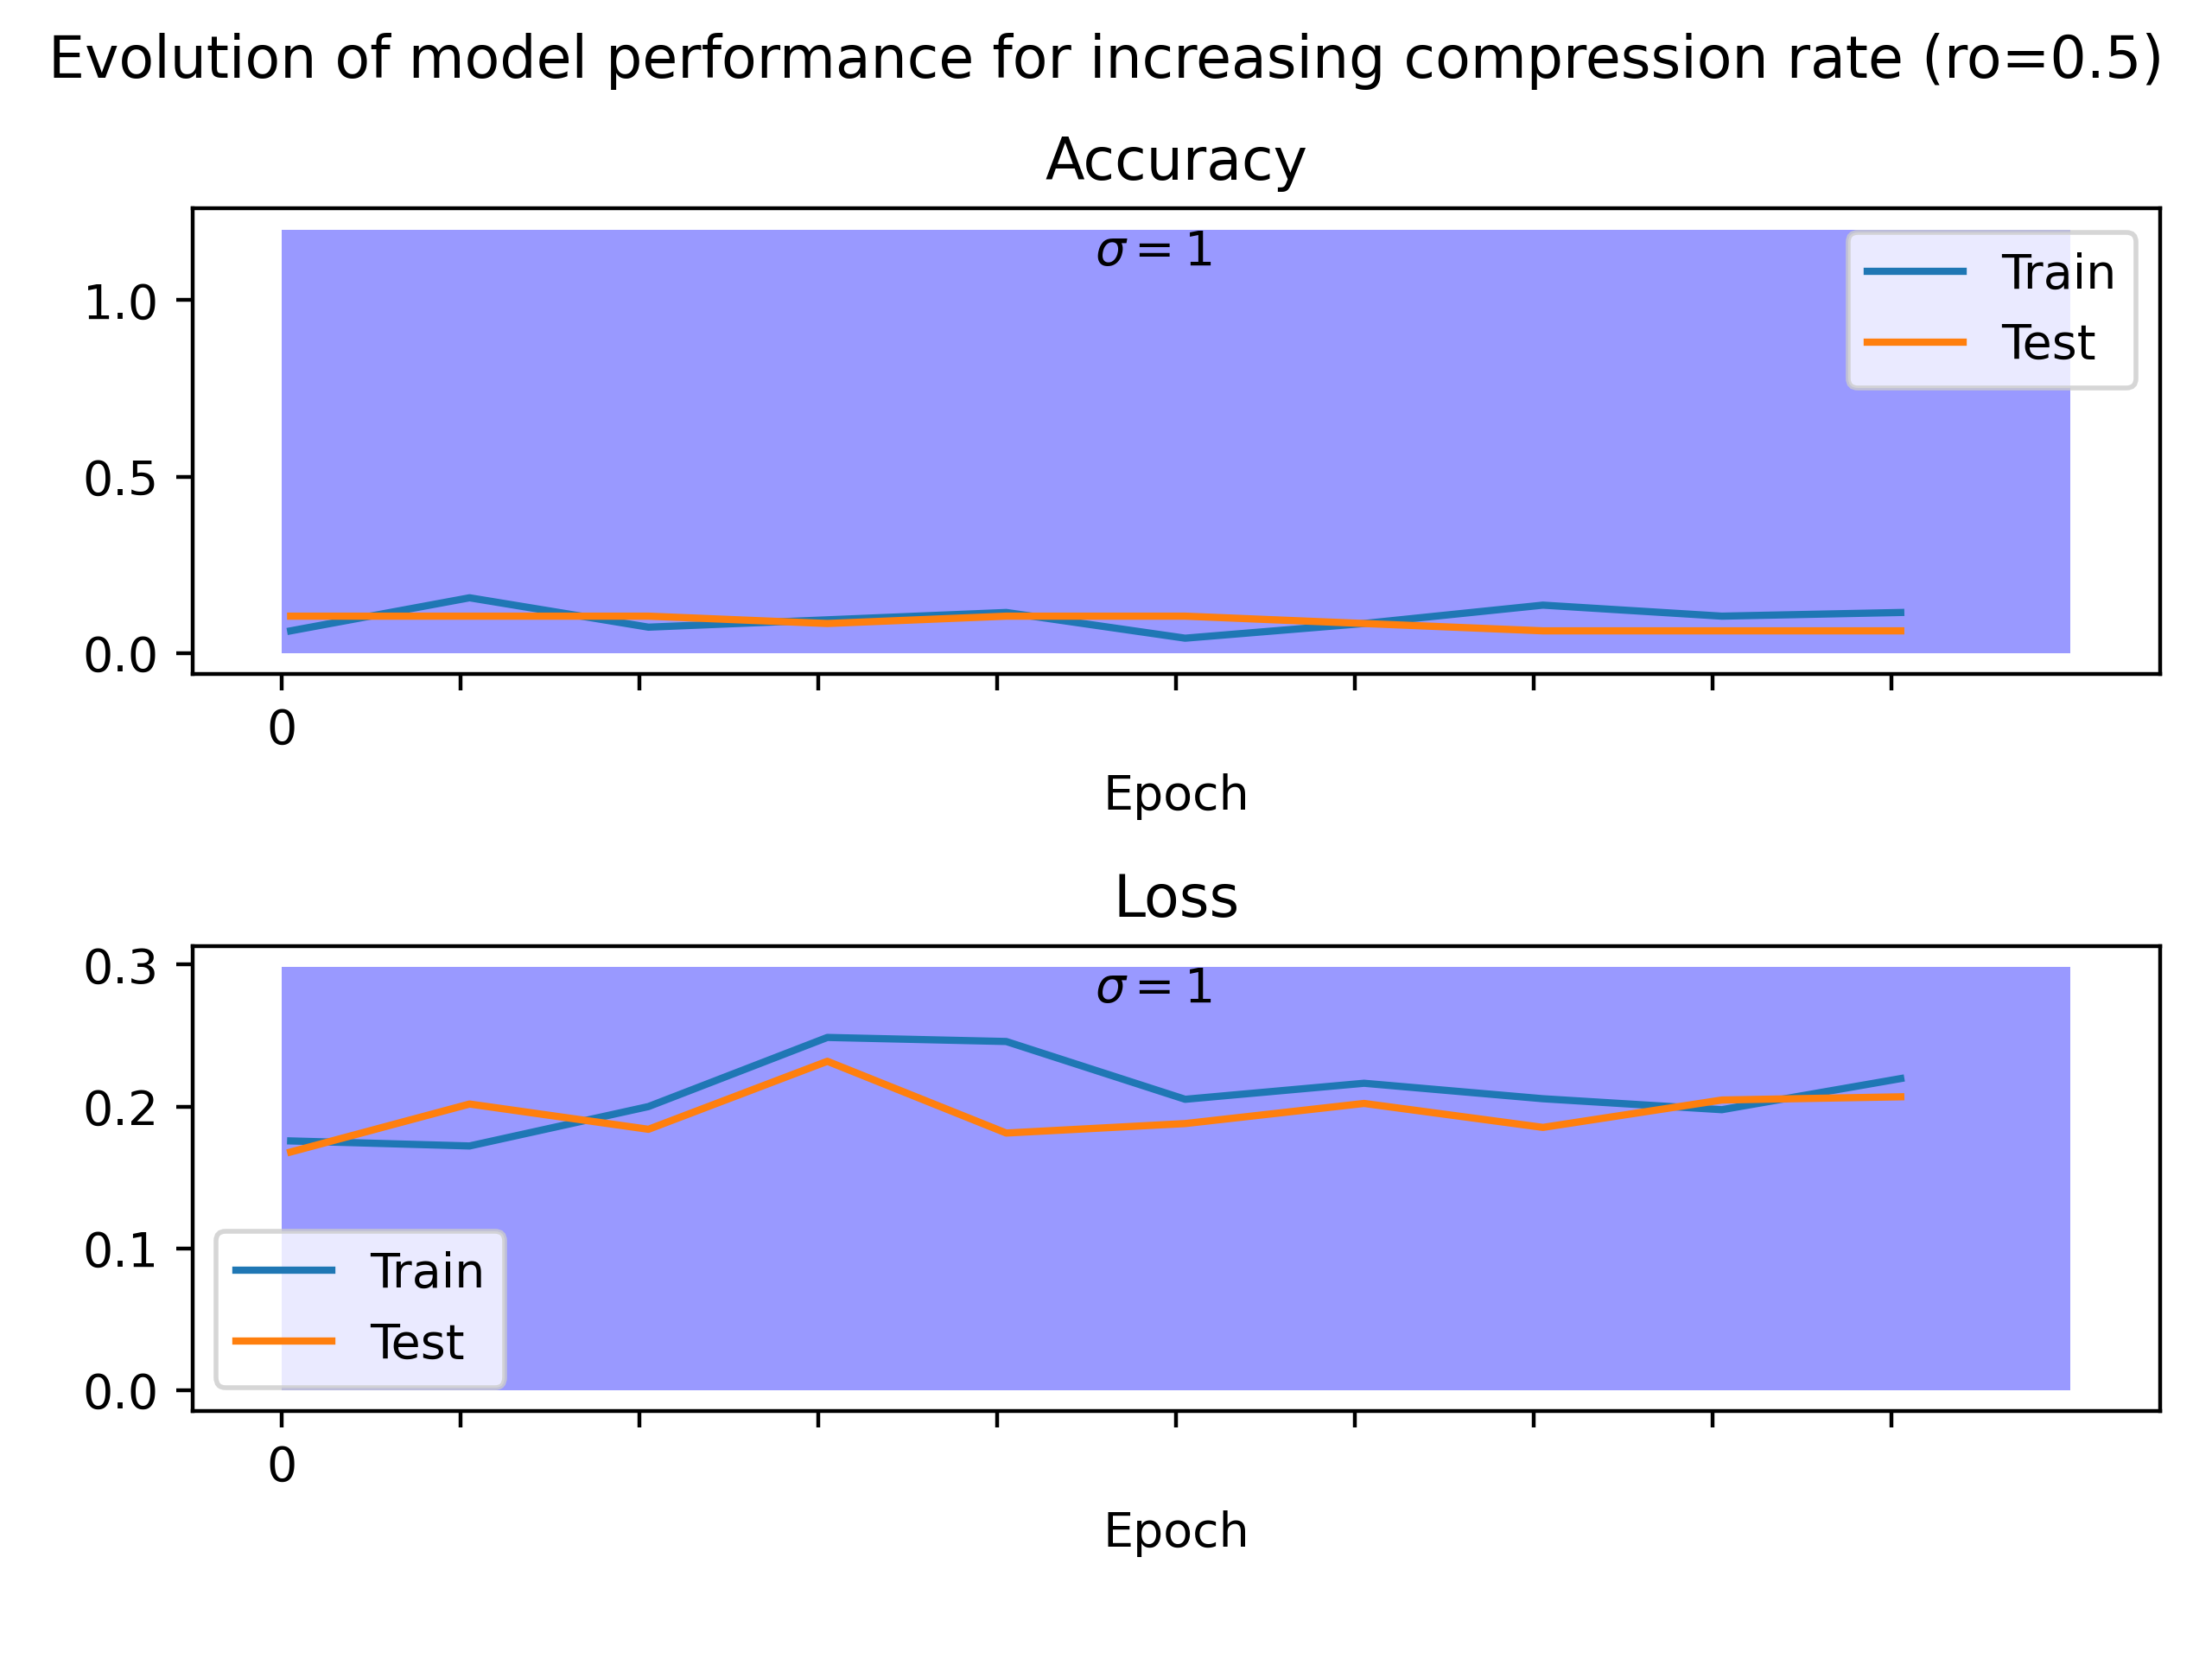 Evolution of model performance for increasing compression rate (ro=0.5)
Accuracy
σ = 1
Train
Test
1.0
0.5
0.0
0
Epoch
Loss
0.3
σ = 1
0.2
0.1
Train
Test
0.0
0
Epoch